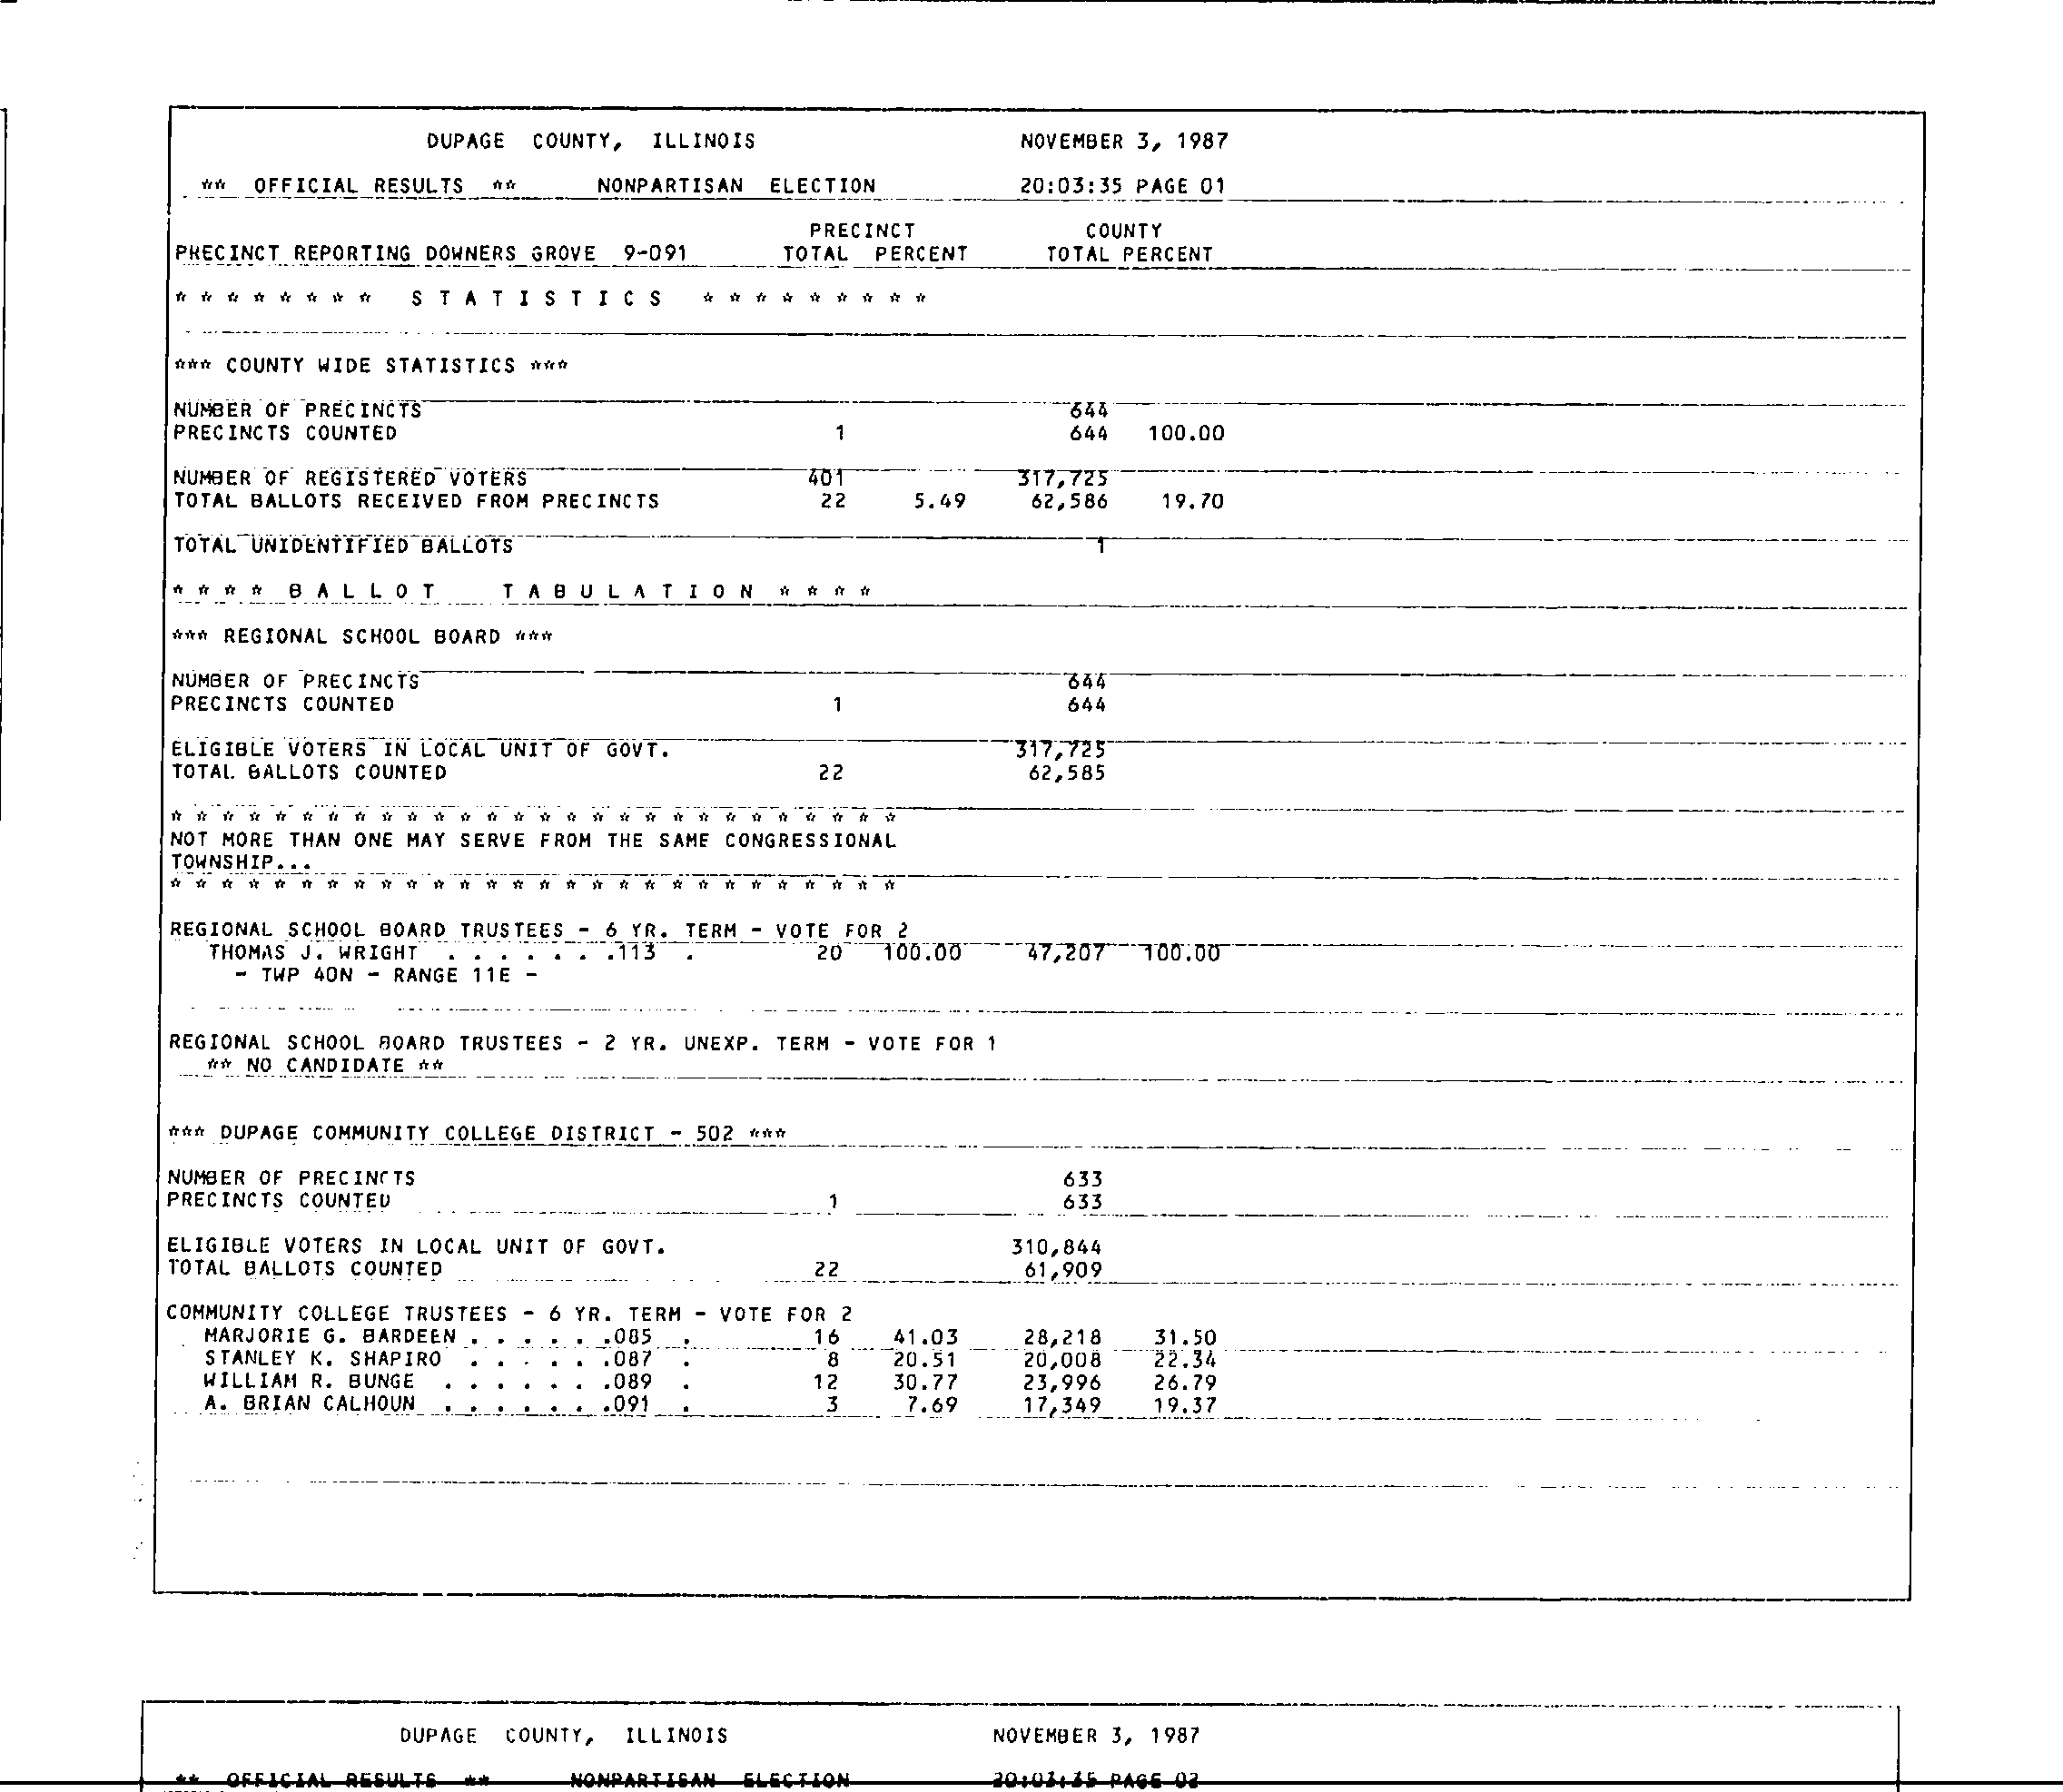 DUPAGE COUNTY, ILLINOIS NOVEMBER 3, 1987
** OFFICIAL RESULTS ** NONPARTISAN ELECTION 20:03:35 PAGE 01
PRECINCT COUNTY
PRECINCT REPORTING DOWNERS GROVE 9-091 TOTAL PERCENT TOTAL PERCENT
* * * * * * * * S T A T I S T I C S * * * * * * * * *
*** COUNTY WIDE STATISTICS ***
NUMBER OF PRECINCTS 644
PRECINCTS COUNTED 1 644 100.00
NUMBER OF REGISTERED VOTERS 401 317,725
TOTAL BALLOTS RECEIVED FROM PRECINCTS 22 5.49 62,586 19.70
TOTAL UNIDENTIFIED BALLOTS 1
* * * * B A L L O T T A B U L A T I O N * * * *
*** REGIONAL SCHOOL BOARD ***
NUMBER OF PRECINCTS 644
PRECINCTS COUNTED 1 644
ELIGIBLE VOTERS IN LOCAL UNIT OF GOVT. 317,725
TOTAL BALLOTS COUNTED 22 62,585
* * * * * * * * * * * * * * * * * * * * * * * * * * * *
NOT MORE THAN ONE MAY SERVE FROM THE SAME CONGRESSIONAL
TOWNSHIP...
* * * * * * * * * * * * * * * * * * * * * * * * * * * *
REGIONAL SCHOOL BOARD TRUSTEES - 6 YR. TERM - VOTE FOR 2
THOMAS J. WRIGHT . . . . . . .113 . 20 100.00 47,207 100.00
- TWP 40N - RANGE 11E -
REGIONAL SCHOOL BOARD TRUSTEES - 2 YR. UNEXP. TERM - VOTE FOR 1
** NO CANDIDATE **
*** DUPAGE COMMUNITY COLLEGE DISTRICT - 502 ***
NUMBER OF PRECINCTS 633
PRECINCTS COUNTED 1 633
ELIGIBLE VOTERS IN LOCAL UNIT OF GOVT. 310,844
TOTAL BALLOTS COUNTED 22 61,909
COMMUNITY COLLEGE TRUSTEES - 6 YR. TERM - VOTE FOR 2
MARJORIE G. BARDEEN . . . . . .085 . 16 41.03 28,218 31.50
STANLEY K. SHAPIRO . . . . . .087 . 8 20.51 20,008 22.34
WILLIAM R. BUNGE . . . . . . .089 . 12 30.77 23,996 26.79
A. BRIAN CALHOUN . . . . . . .091 . 3 7.69 17,349 19.37
DUPAGE COUNTY, ILLINOIS NOVEMBER 3, 1987
** OFFICIAL RESULTS ** NONPARTISAN ELECTION 20:03:35 PAGE 02